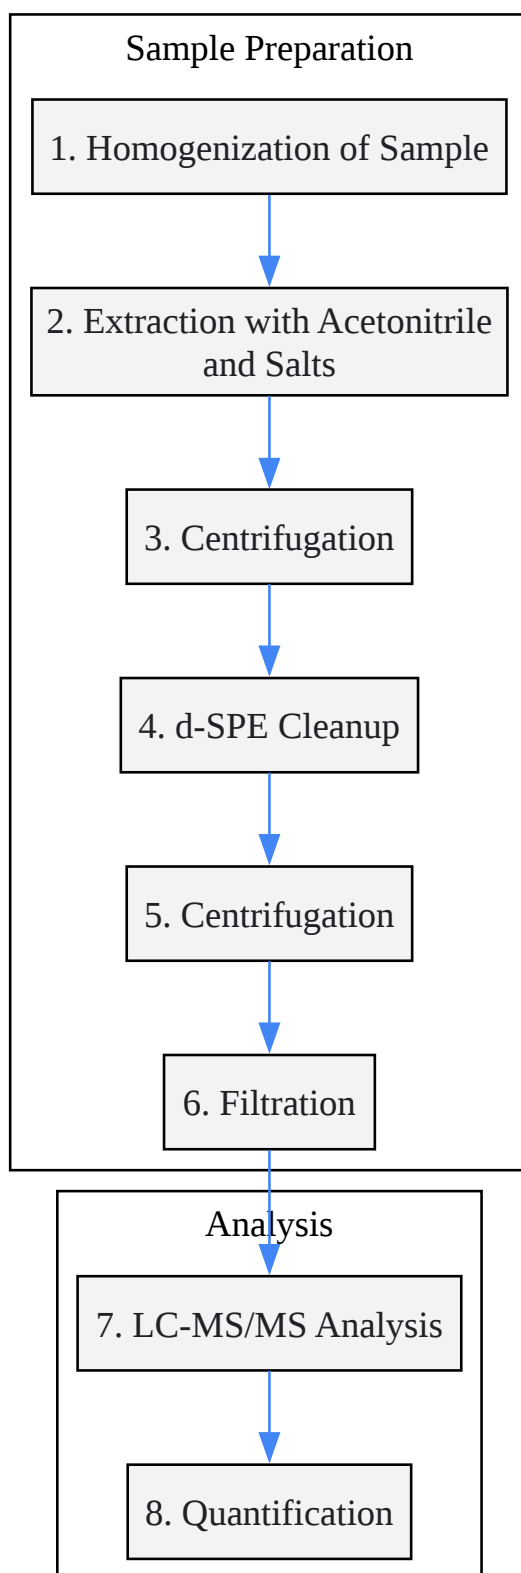 Sample Preparation
1. Homogenization of Sample
2. Extraction with Acetonitrile
and Salts
3. Centrifugation
4. d-SPE Cleanup
5. Centrifugation
6. Filtration
Analysis
7. LC-MS/MS Analysis
8. Quantification